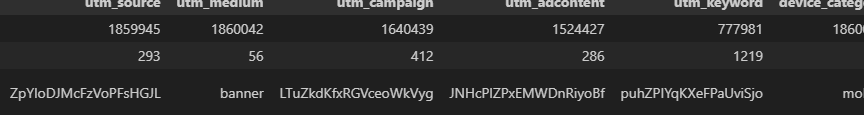 utm_source utm_medium utm_campaign utm_adcontent utm_keyword device_categ
1859945 1860042 1640439 1524427 777981 1860
293 56 412 286 1219
ZpYIoDJMcFzVoPFsHGJL banner LTuZkdKfxRGVceoWkVyg JNHcPlZPxEMWDnRiyoBf puhZPIYqKXeFPaUviSjo mo